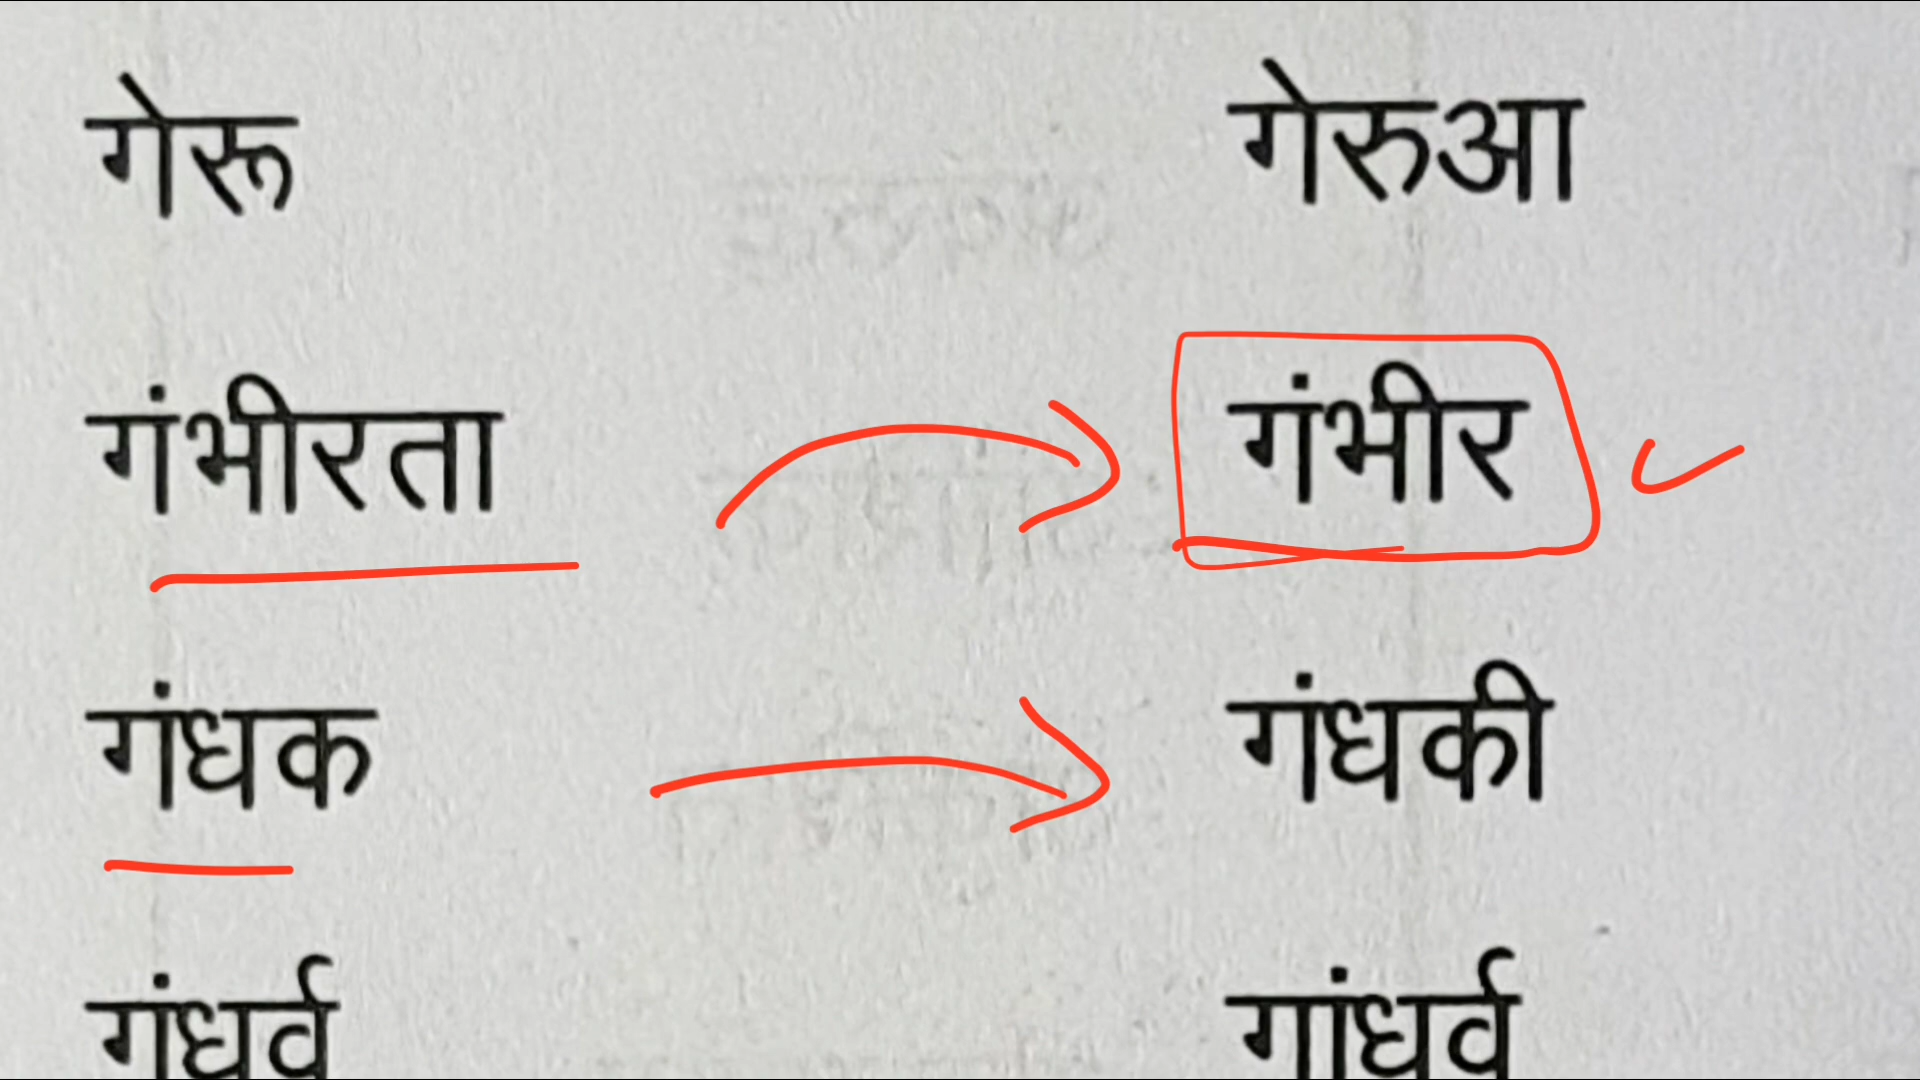 गेरू गेरुआ
गंभीरता गंभीर
गंधक गंधकी
गंधर्व गांधर्व